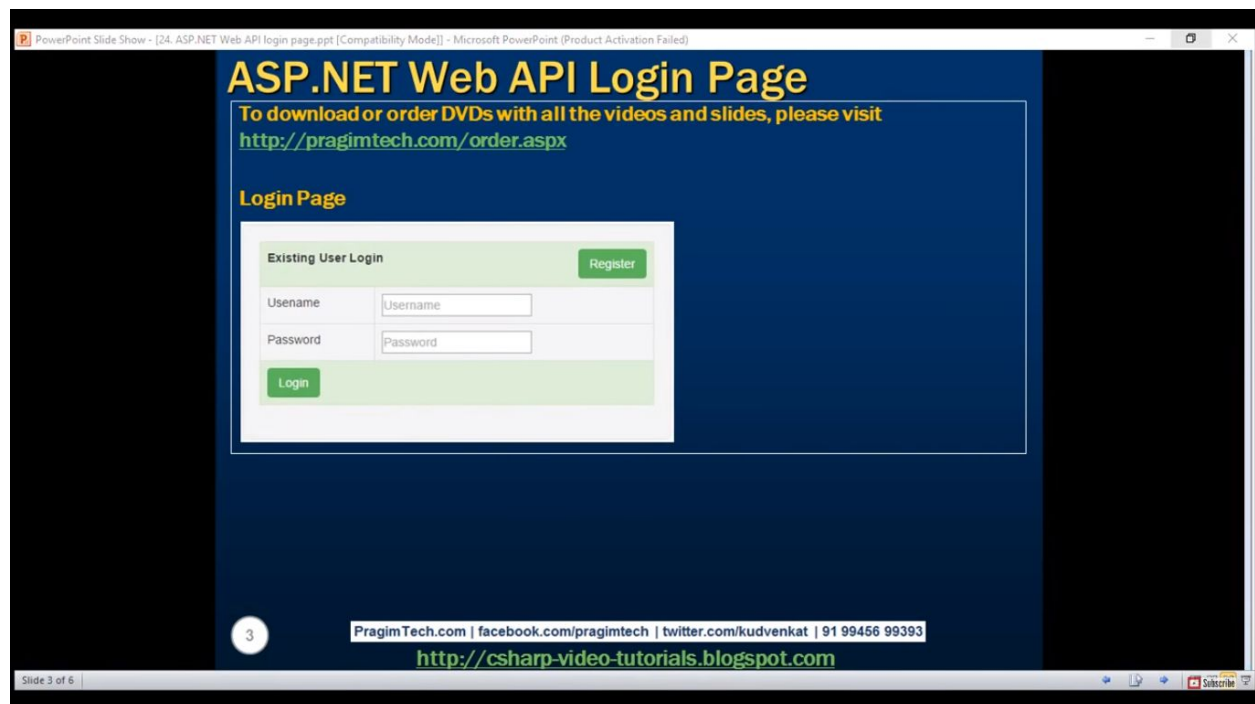 PowerPoint Slide Show - [24. ASP.NET Web API login page.ppt [Compatibility Mode]] - Microsoft PowerPoint (Product Activation Failed)
ASP.NET Web API Login Page
To download or order DVDs with all the videos and slides, please visit
http://pragimtech.com/order.aspx
Login Page
Existing User Login
Register
Usename
Username
Password
Password
Login
3
PragimTech.com | facebook.com/pragimtech | twitter.com/kudvenkat | 91 99456 99393
http://csharp-video-tutorials.blogspot.com
Slide 3 of 6
Subscribe